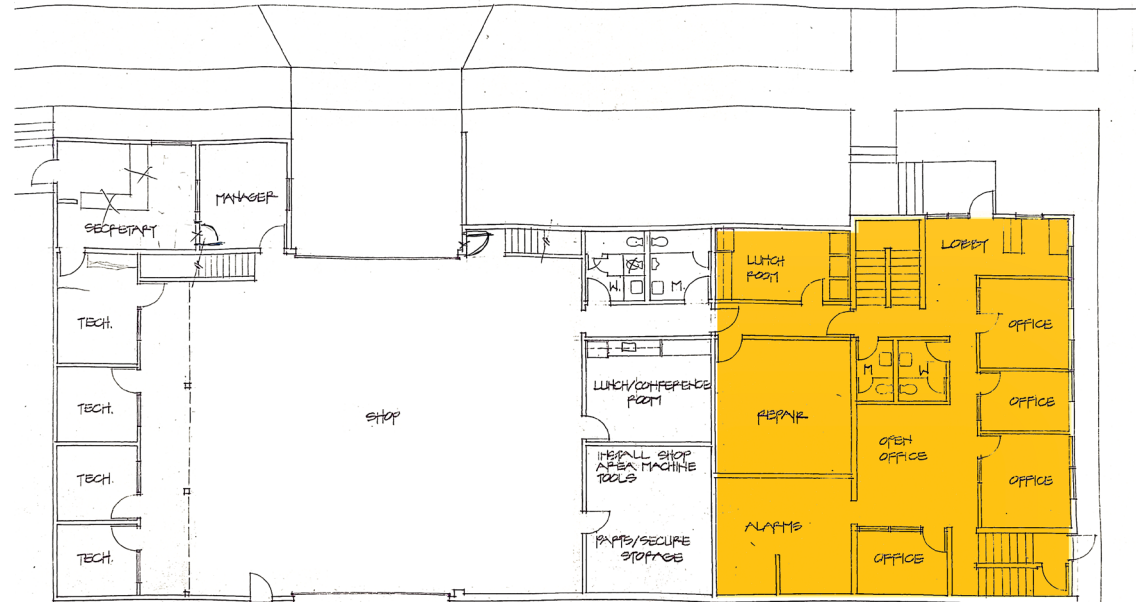 MANAGER
SECRETARY
LOBBY
LUNCH
ROOM
W.
M.
TECH.
OFFICE
M
W
TECH.
LUNCH/CONFERENCE
ROOM
SHOP
REPAIR
OFFICE
OPEN
OFFICE
INSTALL SHOP
AREA MACHINE
TOOLS
TECH.
OFFICE
ALARMS
PARTS/SECURE
STORAGE
TECH.
OFFICE